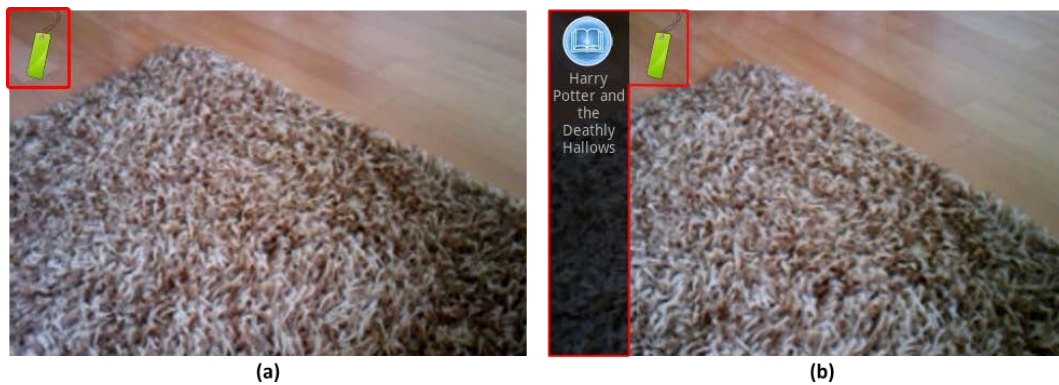 Harry
Potter and
the
Deathly
Hallows
(a)
(b)